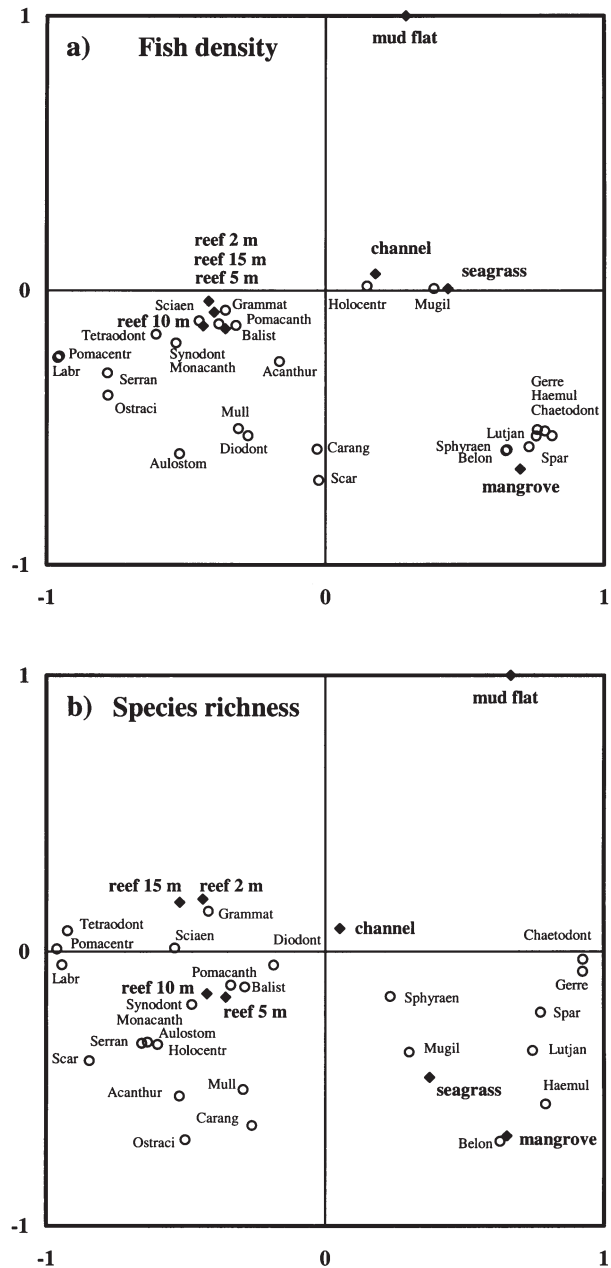 1
a) Fish density
mud flat
reef 2 m
reef 15 m
reef 5 m
channel
seagrass
0
Sciaen
Grammat
Holocentr
Mugil
reef 10 m
Pomacanth
Tetraodont
Balist
Pomacentr
Synodont
Monacanth
Labr
Serran
Acanthur
Ostraci
Gerre
Haemul
Chaetodont
Mull
Lutjan
Diodont
Carang
Sphyraen
Belon
Spar
Aulostom
Scar
mangrove
-1
-1 0 1
1
b) Species richness
mud flat
reef 15 m reef 2 m
Grammat
Tetraodont
channel
Pomacentr
Sciaen
Diodont
Chaetodont
0
Labr
Pomacanth
Gerre
reef 10 m
Balist
Synodont
reef 5 m
Sphyraen
Spar
Monacanth
Serran
Aulostom
Holocentr
Mugil
Lutjan
Scar
Acanthur
Mull
seagrass
Haemul
Carang
Ostraci
Belon
mangrove
-1
-1 0 1